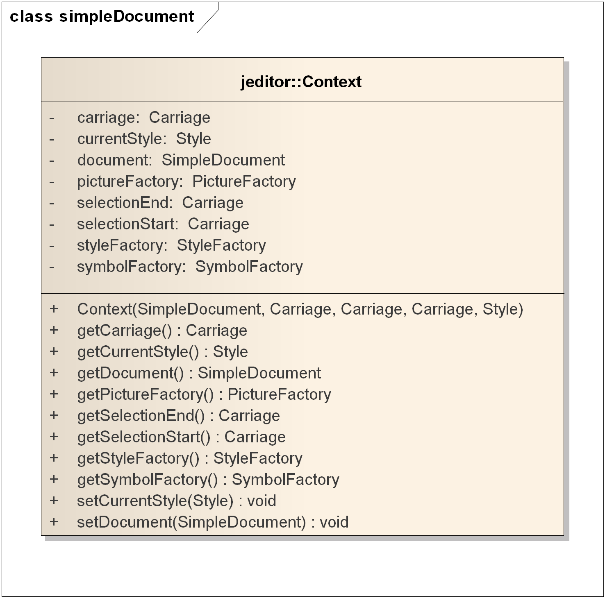 class simpleDocument
jeditor::Context
- carriage: Carriage
- currentStyle: Style
- document: SimpleDocument
- pictureFactory: PictureFactory
- selectionEnd: Carriage
- selectionStart: Carriage
- styleFactory: StyleFactory
- symbolFactory: SymbolFactory
+ Context(SimpleDocument, Carriage, Carriage, Carriage, Style)
+ getCarriage() : Carriage
+ getCurrentStyle() : Style
+ getDocument() : SimpleDocument
+ getPictureFactory() : PictureFactory
+ getSelectionEnd() : Carriage
+ getSelectionStart() : Carriage
+ getStyleFactory() : StyleFactory
+ getSymbolFactory() : SymbolFactory
+ setCurrentStyle(Style) : void
+ setDocument(SimpleDocument) : void